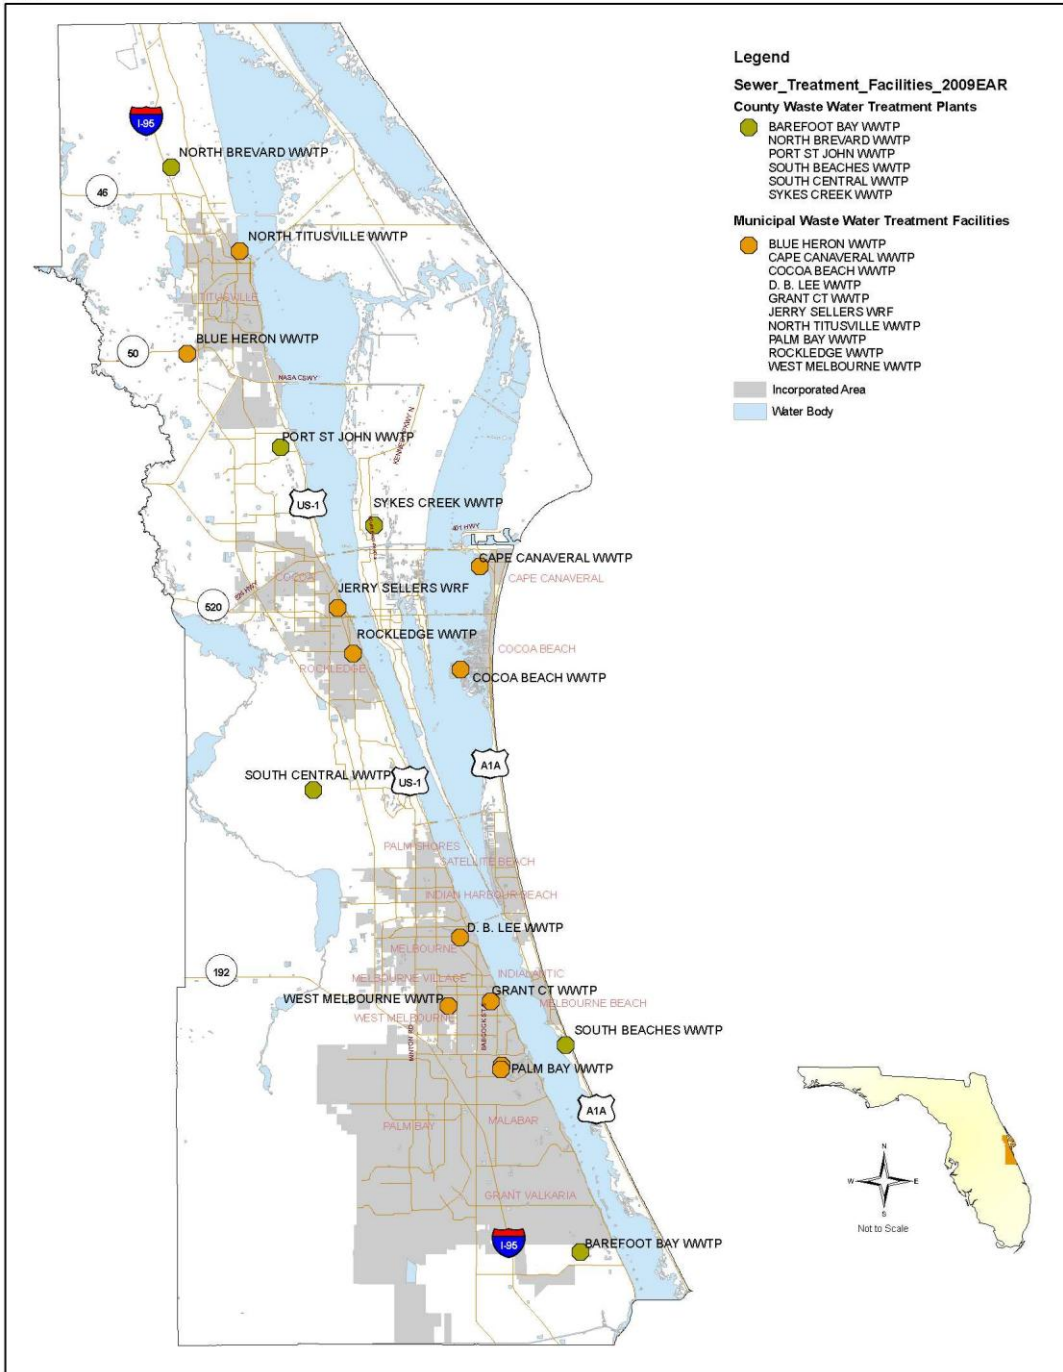 Legend
Sewer_Treatment_Facilities_2009EAR
County Waste Water Treatment Plants
BAREFOOT BAY WWTP
NORTH BREVARD WWTP
PORT ST JOHN WWTP
SOUTH BEACHES WWTP
SOUTH CENTRAL WWTP
SYKES CREEK WWTP
Municipal Waste Water Treatment Facilities
BLUE HERON WWTP
CAPE CANAVERAL WWTP
COCOA BEACH WWTP
D. B. LEE WWTP
GRANT CT WWTP
JERRY SELLERS WRF
NORTH TITUSVILLE WWTP
PALM BAY WWTP
ROCKLEDGE WWTP
WEST MELBOURNE WWTP
Incorporated Area
Water Body
I-95
NORTH BREVARD WWTP
46
NORTH TITUSVILLE WWTP
TITUSVILLE
BLUE HERON WWTP
50
NASA CSWY
KENNEDY PKWY N
PORT ST JOHN WWTP
US-1
SYKES CREEK WWTP
401 HWY
CAPE CANAVERAL WWTP
CAPE CANAVERAL
COCOA
JERRY SELLERS WRF
520
ROCKLEDGE WWTP
COCOA BEACH
ROCKLEDGE
COCOA BEACH WWTP
A1A
SOUTH CENTRAL WWTP
US-1
PALM SHORES
SATELLITE BEACH
INDIAN HARBOUR BEACH
D. B. LEE WWTP
MELBOURNE
192
MELBOURNE VILLAGE
INDIALANTIC
GRANT CT WWTP
WEST MELBOURNE WWTP
MELBOURNE BEACH
WEST MELBOURNE
MINTON RD
BABCOCK ST
SOUTH BEACHES WWTP
PALM BAY WWTP
A1A
MALABAR
PALM BAY
GRANT VALKARIA
I-95
BAREFOOT BAY WWTP
N
W
E
S
Not to Scale